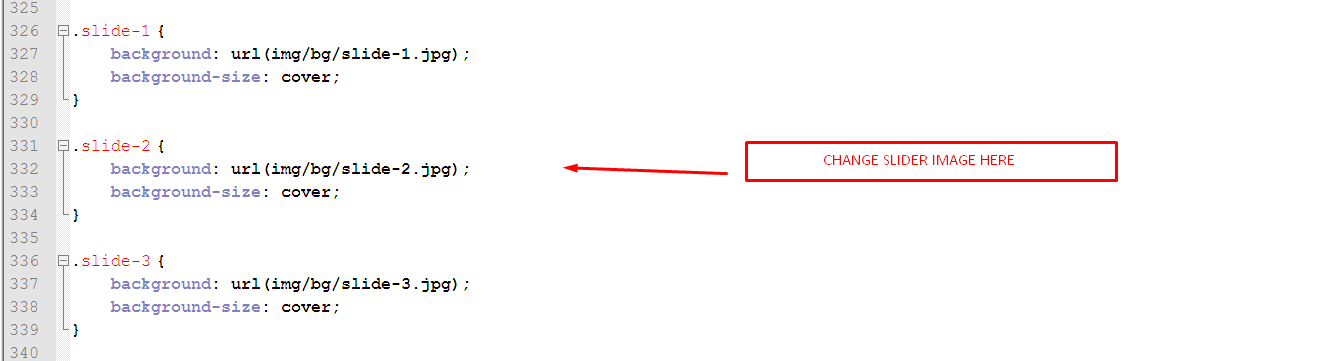 325
326 .slide-1 {
327 background: url(img/bg/slide-1.jpg);
328 background-size: cover;
329 }
330
331 .slide-2 {
332 background: url(img/bg/slide-2.jpg);
CHANGE SLIDER IMAGE HERE
333 background-size: cover;
334 }
335
336 .slide-3 {
337 background: url(img/bg/slide-3.jpg);
338 background-size: cover;
339 }
340